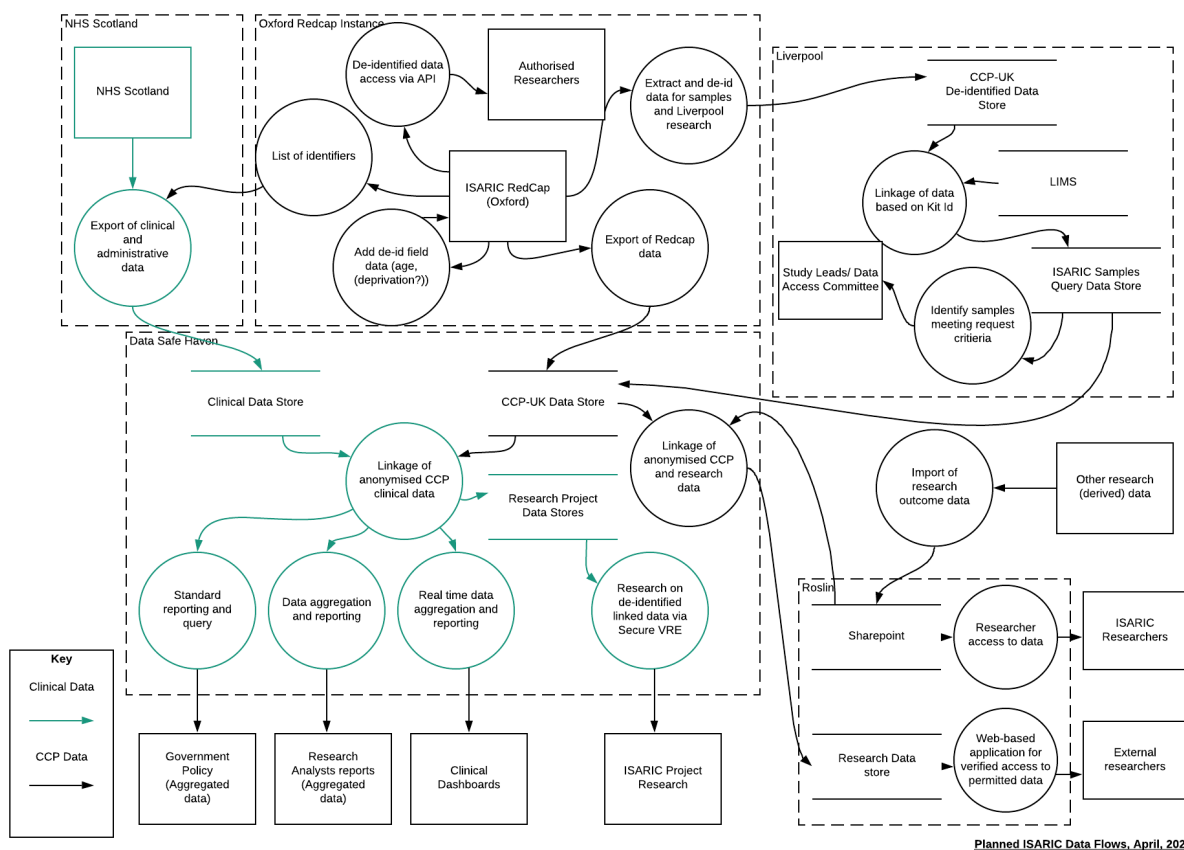 NHS Scotland
NHS Scotland
Export of clinical
and
administrative
data
Oxford Redcap Instance
De-identified data
access via API
Authorised
Researchers
Extract and de-id
data for samples
and Liverpool
research
List of identifiers
ISARIC RedCap
(Oxford)
Add de-id field
data (age,
(deprivation?))
Export of Redcap
data
Liverpool
CCP-UK
De-identified Data
Store
Linkage of data
based on Kit Id
LIMS
Study Leads/ Data
Access Committee
ISARIC Samples
Query Data Store
Identify samples
meeting request
critieria
Data Safe Haven
Clinical Data Store
CCP-UK Data Store
Linkage of
anonymised CCP
clinical data
Linkage of
anonymised CCP
and research
data
Research Project
Data Stores
Standard
reporting and
query
Data aggregation
and reporting
Real time data
aggregation and
reporting
Research on
de-identified
linked data via
Secure VRE
Import of
research
outcome data
Other research
(derived) data
Roslin
Sharepoint
Researcher
access to data
ISARIC
Researchers
Research Data
store
Web-based
application for
verified access to
permitted data
External
researchers
Key
Clinical Data
CCP Data
Government
Policy
(Aggregated
data)
Research
Analysts reports
(Aggregated
data)
Clinical
Dashboards
ISARIC Project
Research
Planned ISARIC Data Flows, April, 202